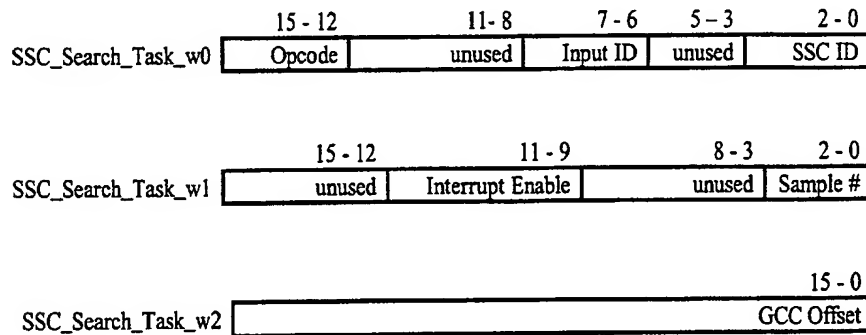 15 - 12 11- 8 7 - 6 5 – 3 2 - 0
SSC_Search_Task_w0 Opcode unused Input ID unused SSC ID
15 - 12 11 - 9 8 - 3 2 - 0
SSC_Search_Task_w1 unused Interrupt Enable unused Sample #
15 - 0
SSC_Search_Task_w2 GCC Offset